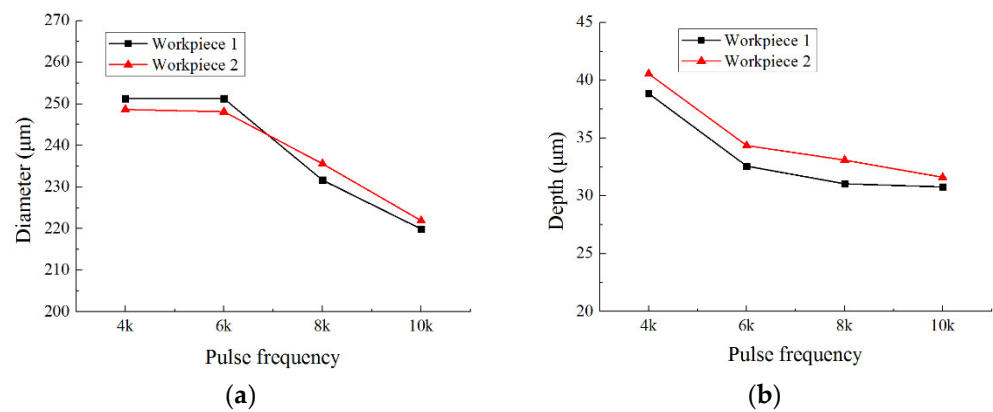 270
260
250
240
230
220
210
200
Diameter (μm)
Workpiece 1
Workpiece 2
4k 6k 8k 10k
Pulse frequency
(a)
45
40
35
30
25
20
Depth (μm)
Workpiece 1
Workpiece 2
4k 6k 8k 10k
Pulse frequency
(b)